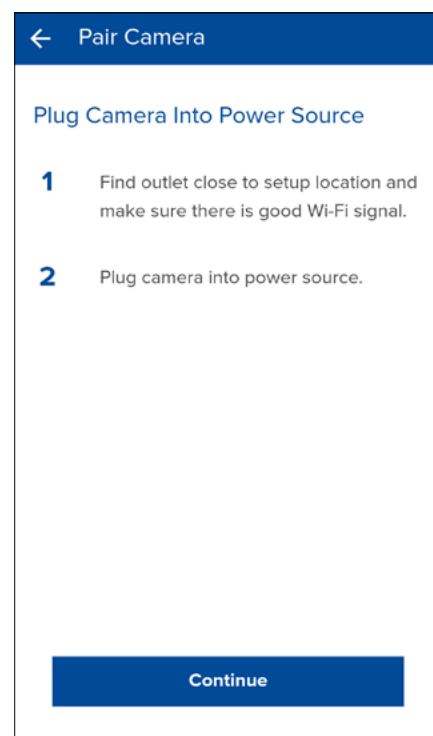 Pair Camera
Plug Camera Into Power Source
1 Find outlet close to setup location and
make sure there is good Wi-Fi signal.
2 Plug camera into power source.
Continue